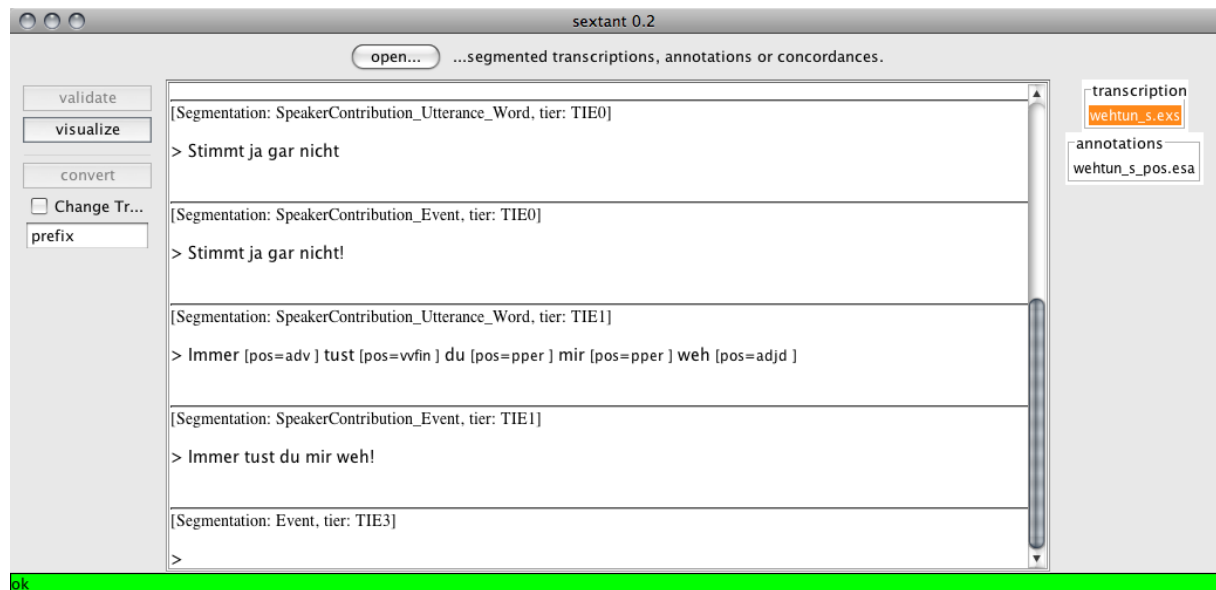 sextant 0.2
open... ...segmented transcriptions, annotations or concordances.
validate
visualize
convert
Change Tr...
prefix
[Segmentation: SpeakerContribution_Utterance_Word, tier: TIE0]
> Stimmt ja gar nicht
[Segmentation: SpeakerContribution_Event, tier: TIE0]
> Stimmt ja gar nicht!
[Segmentation: SpeakerContribution_Utterance_Word, tier: TIE1]
> Immer [pos=adv ] tust [pos=vvfin ] du [pos=pper ] mir [pos=pper ] weh [pos=adjd ]
[Segmentation: SpeakerContribution_Event, tier: TIE1]
> Immer tust du mir weh!
[Segmentation: Event, tier: TIE3]
>
transcription
wehtun_s.exs
annotations
wehtun_s_pos.esa
ok